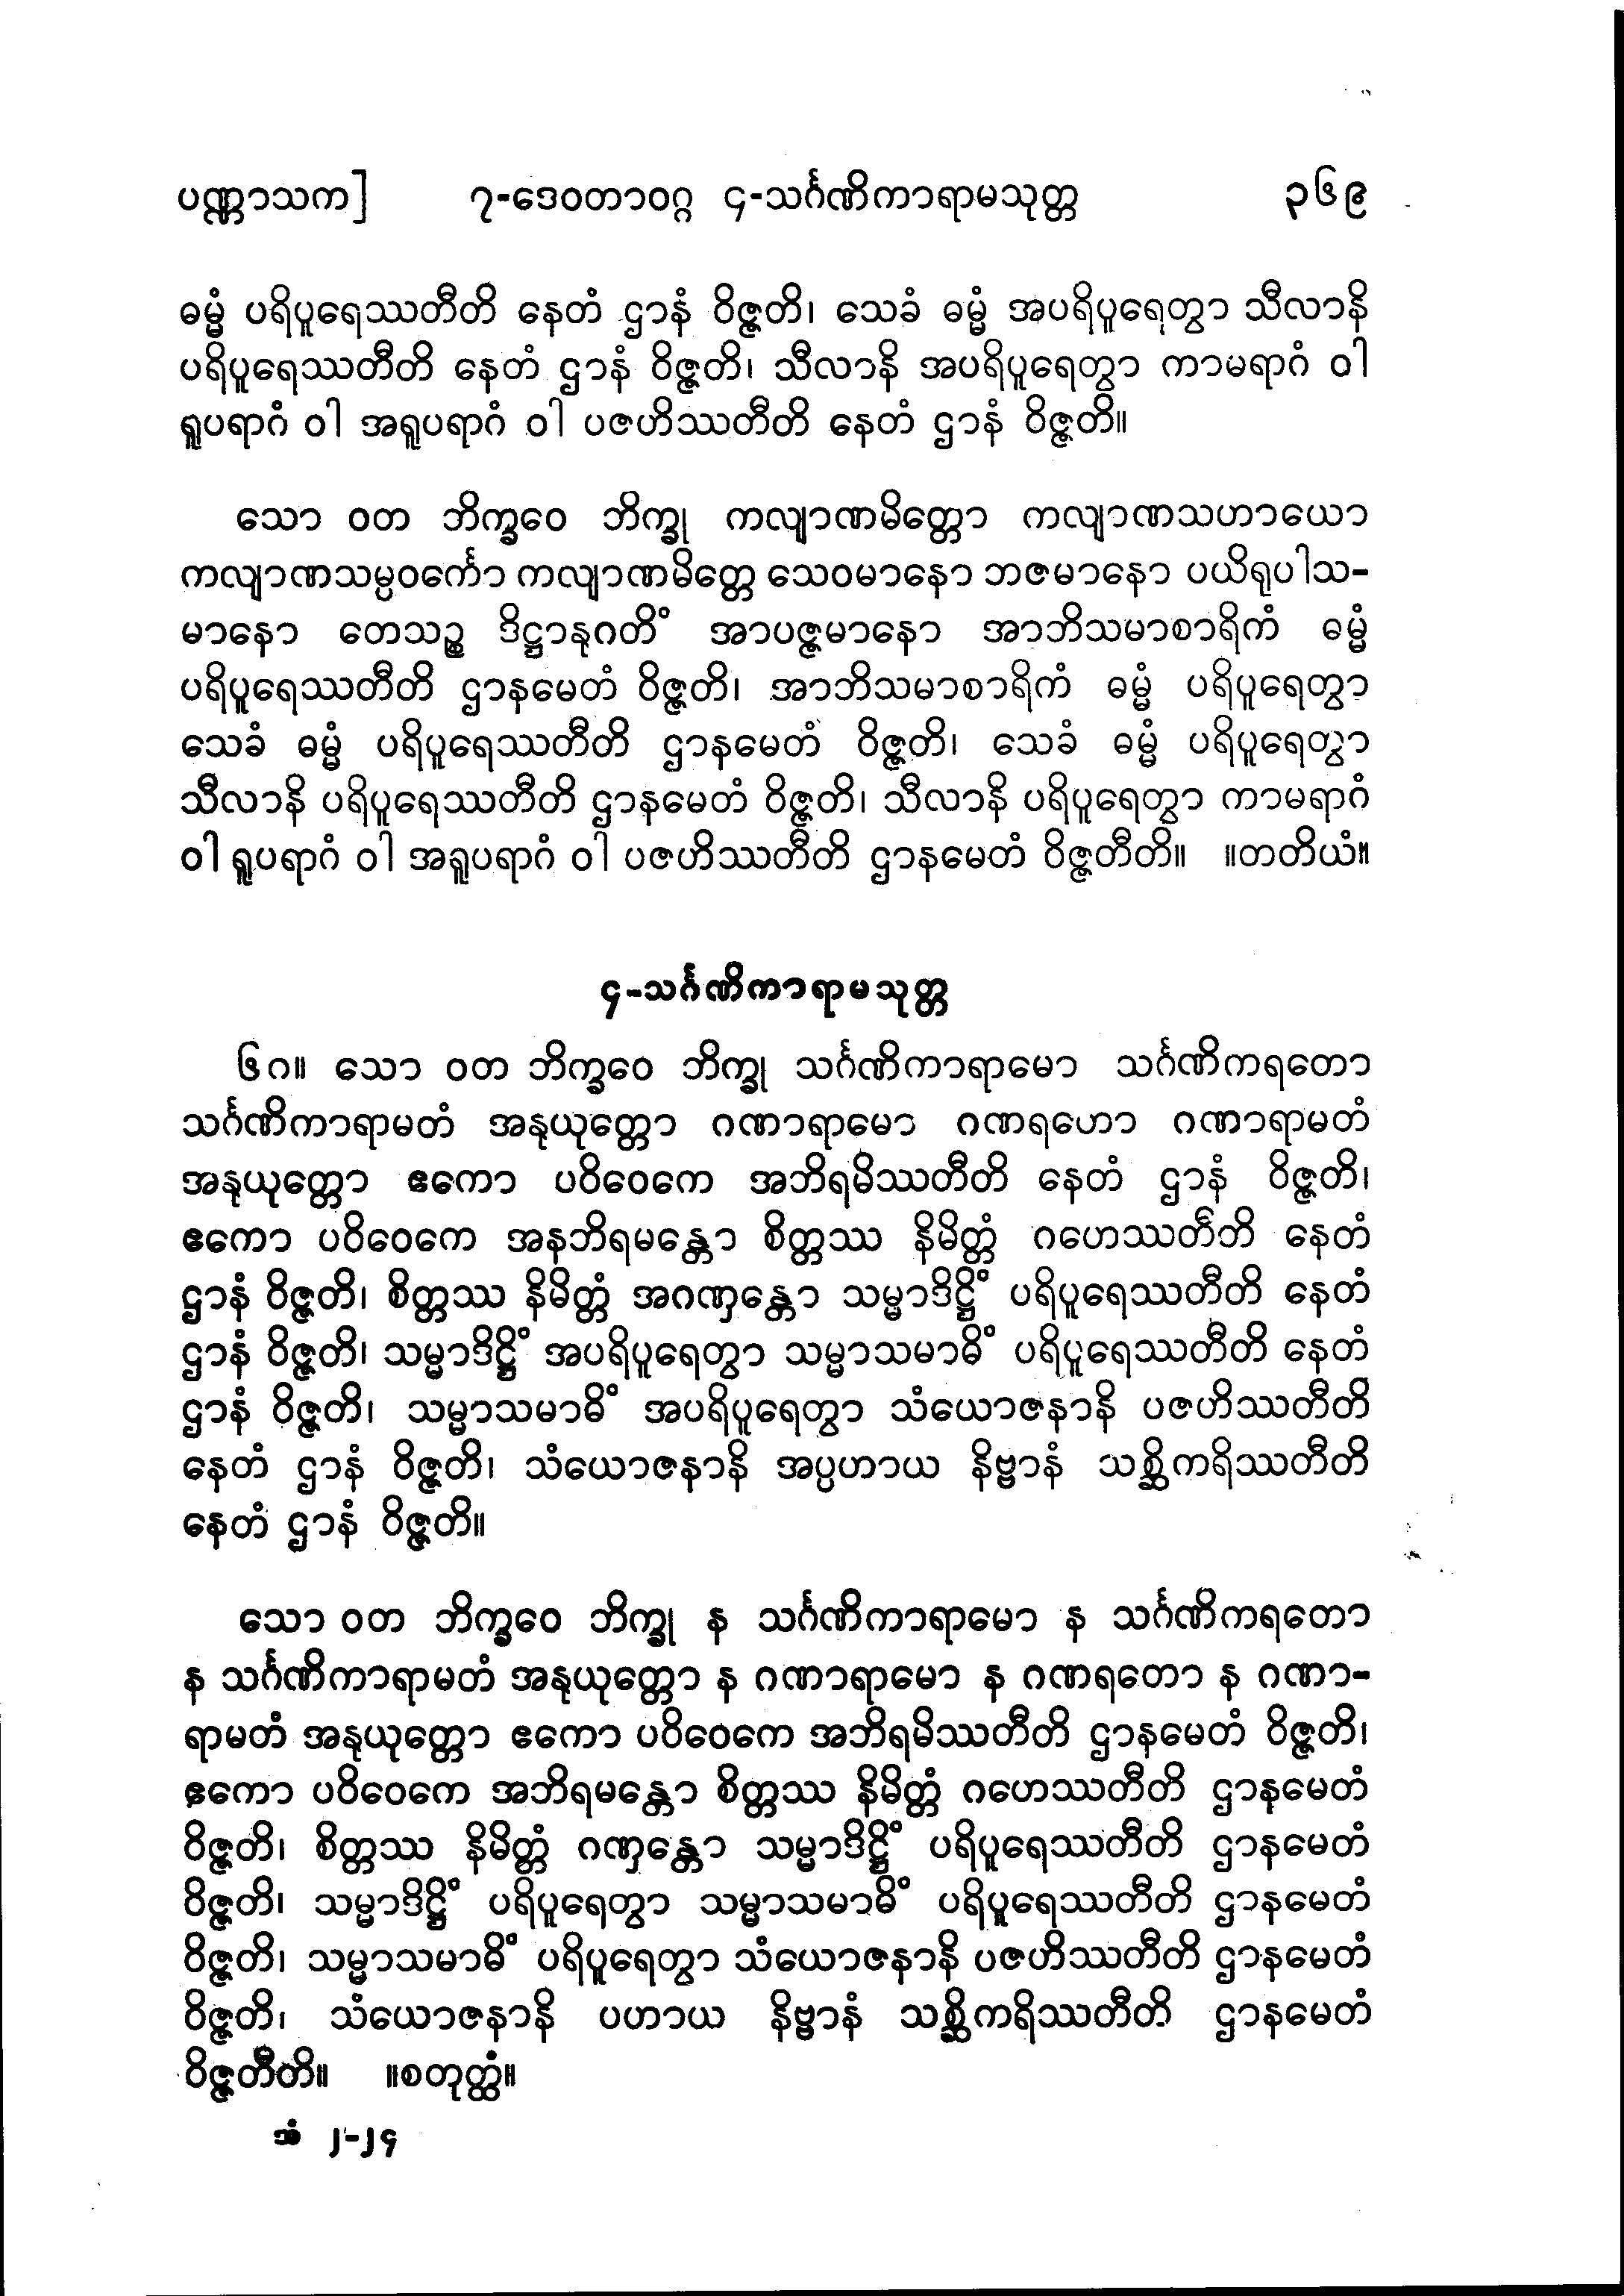 ပဏ္ဏာသက] ၇-ဒေဝတာဝဂ္ဂ ၄-သင်္ဂဏိကာရာမသုတ္တ ၃၆၉
ဓမ္မံ ပရိပူရေဿတီတိ နေတံ ဌာနံ ဝိဇ္ဇတိ၊ သေခံ ဓမ္မံ အပရိပူရေတွာ သီလာနိ
ပရိပူရေဿတီတိ နေတံ ဌာနံ ဝိဇ္ဇတိ၊ သီလာနိ အပရိပူရေတွာ ကာမရာဂံ ဝါ
ရူပရာဂံ ဝါ အရူပရာဂံ ဝါ ပဇဟိဿတီတိ နေတံ ဌာနံ ဝိဇ္ဇတိ။
သော ဝတ ဘိက္ခဝေ ဘိက္ခု ကလျာဏမိတ္တော ကလျာဏသဟာယော
ကလျာဏသမ္ပဝင်္ကော ကလျာဏမိတ္တေ သေဝမာနော ဘဇမာနော ပယိရုပါသ-
မာနော တေသဉ္စ ဒိဋ္ဌာနုဂတိံ အာပဇ္ဇမာနော အာဘိသမာစာရိကံ ဓမ္မံ
ပရိပူရေဿတီတိ ဌာနမေတံ ဝိဇ္ဇတိ၊ အာဘိသမာစာရိကံ ဓမ္မံ ပရိပူရေတွာ
သေခံ ဓမ္မံ ပရိပူရေဿတီတိ ဌာနမေတံ ဝိဇ္ဇတိ၊ သေခံ ဓမ္မံ ပရိပူရေတွာ
သီလာနိ ပရိပူရေဿတီတိ ဌာနမေတံ ဝိဇ္ဇတိ၊ သီလာနိ ပရိပူရေတွာ ကာမရာဂံ
ဝါ ရူပရာဂံ ဝါ အရူပရာဂံ ဝါ ပဇဟိဿတီတိ ဌာနမေတံ ဝိဇ္ဇတီတိ။ ။တတိယံ။
၄-သင်္ဂဏိကာရာမသုတ္တ
၆၈။ သော ဝတ ဘိက္ခဝေ ဘိက္ခု သင်္ဂဏိကာရာမော သင်္ဂဏိကရတော
သင်္ဂဏိကာရာမတံ အနုယုတ္တော ဂဏာရာမော ဂဏရဟော ဂဏာရာမတံ
အနုယုတ္တော ဧကော ပဝိဝေကေ အဘိရမိဿတီတိ နေတံ ဌာနံ ဝိဇ္ဇတိ၊
ဧကော ပဝိဝေကေ အနဘိရမန္တော စိတ္တဿ နိမိတ္တံ ဂဟေဿတီတိ နေတံ
ဌာနံ ဝိဇ္ဇတိ၊ စိတ္တဿ နိမိတ္တံ အဂဏှန္တော သမ္မာဒိဋ္ဌိံ ပရိပူရေဿတီတိ နေတံ
ဌာနံ ဝိဇ္ဇတိ၊ သမ္မာဒိဋ္ဌိံ အပရိပူရေတွာ သမ္မာသမာဓိံ ပရိပူရေဿတီတိ နေတံ
ဌာနံ ဝိဇ္ဇတိ၊ သမ္မာသမာဓိံ အပရိပူရေတွာ သံယောဇနာနိ ပဇဟိဿတီတိ
နေတံ ဌာနံ ဝိဇ္ဇတိ၊ သံယောဇနာနိ အပ္ပဟာယ နိဗ္ဗာနံ သစ္ဆိကရိဿတီတိ
နေတံ ဌာနံ ဝိဇ္ဇတိ။
သော ဝတ ဘိက္ခဝေ ဘိက္ခု န သင်္ဂဏိကာရာမော န သင်္ဂဏိကရတော
န သင်္ဂဏိကာရာမတံ အနုယုတ္တော န ဂဏာရာမော န ဂဏရတော န ဂဏာ-
ရာမတံ အနုယုတ္တော ဧကော ပဝိဝေကေ အဘိရမိဿတီတိ ဌာနမေတံ ဝိဇ္ဇတိ၊
ဧကော ပဝိဝေကေ အဘိရမန္တော စိတ္တဿ နိမိတ္တံ ဂဟေဿတီတိ ဌာနမေတံ
ဝိဇ္ဇတိ၊ စိတ္တဿ နိမိတ္တံ ဂဏှန္တော သမ္မာဒိဋ္ဌိံ ပရိပူရေဿတီတိ ဌာနမေတံ
ဝိဇ္ဇတိ၊ သမ္မာဒိဋ္ဌိံ ပရိပူရေတွာ သမ္မာသမာဓိံ ပရိပူရေဿတီတိ ဌာနမေတံ
ဝိဇ္ဇတိ၊ သမ္မာသမာဓိံ ပရိပူရေတွာ သံယောဇနာနိ ပဇဟိဿတီတိ ဌာနမေတံ
ဝိဇ္ဇတိ၊ သံယောဇနာနိ ပဟာယ နိဗ္ဗာနံ သစ္ဆိကရိဿတီတိ ဌာနမေတံ
ဝိဇ္ဇတီတိ။ ။စတုတ္ထံ။
အံ ၂-၂၄